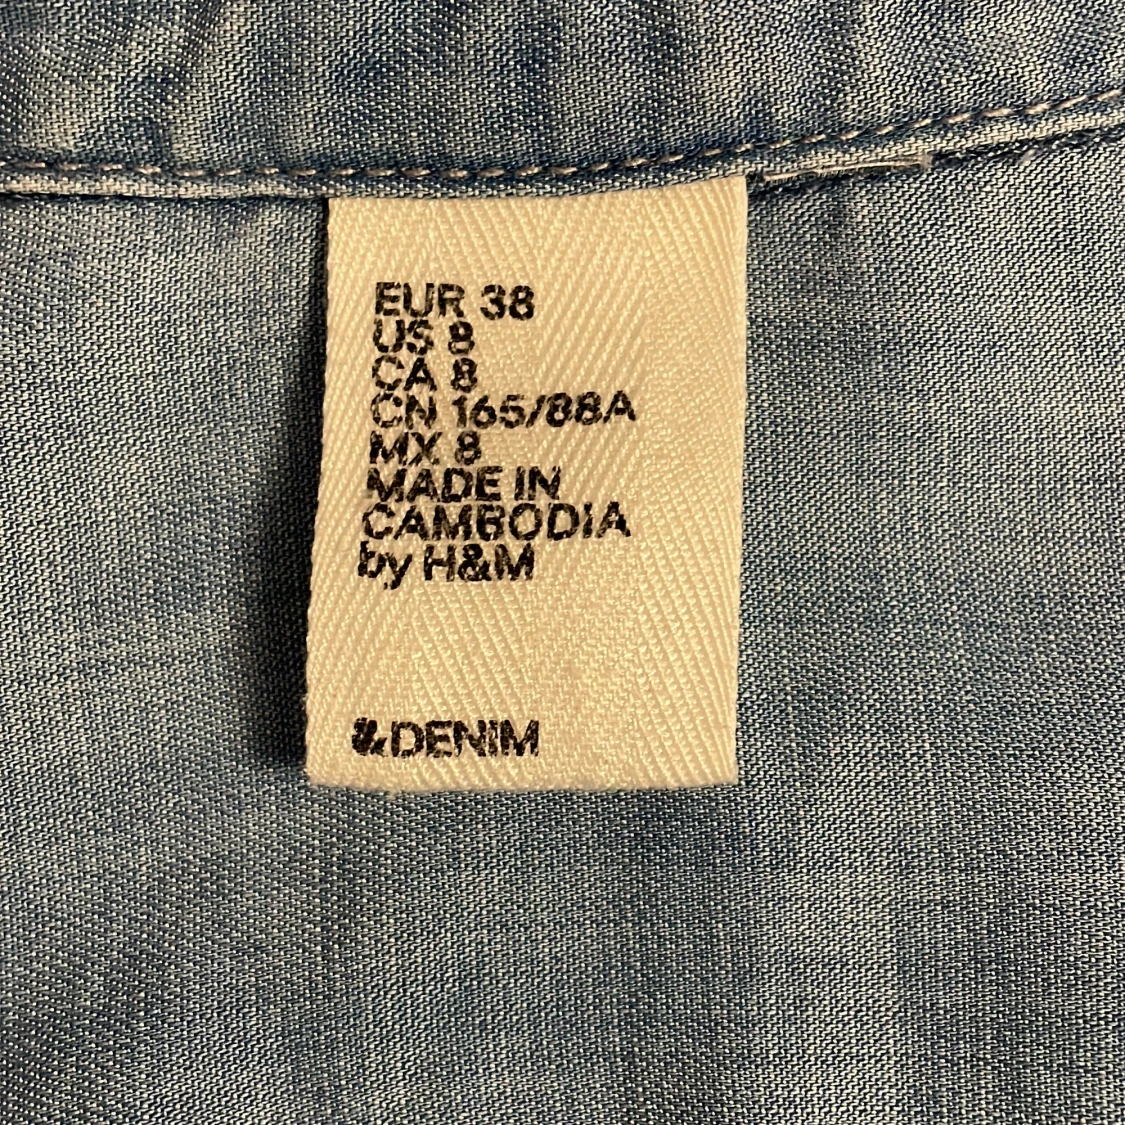 EUR 38
US 8
CA 8
CN 165/88A
MX 8
MADE IN
CAMBODIA
by H&M
&DENIM